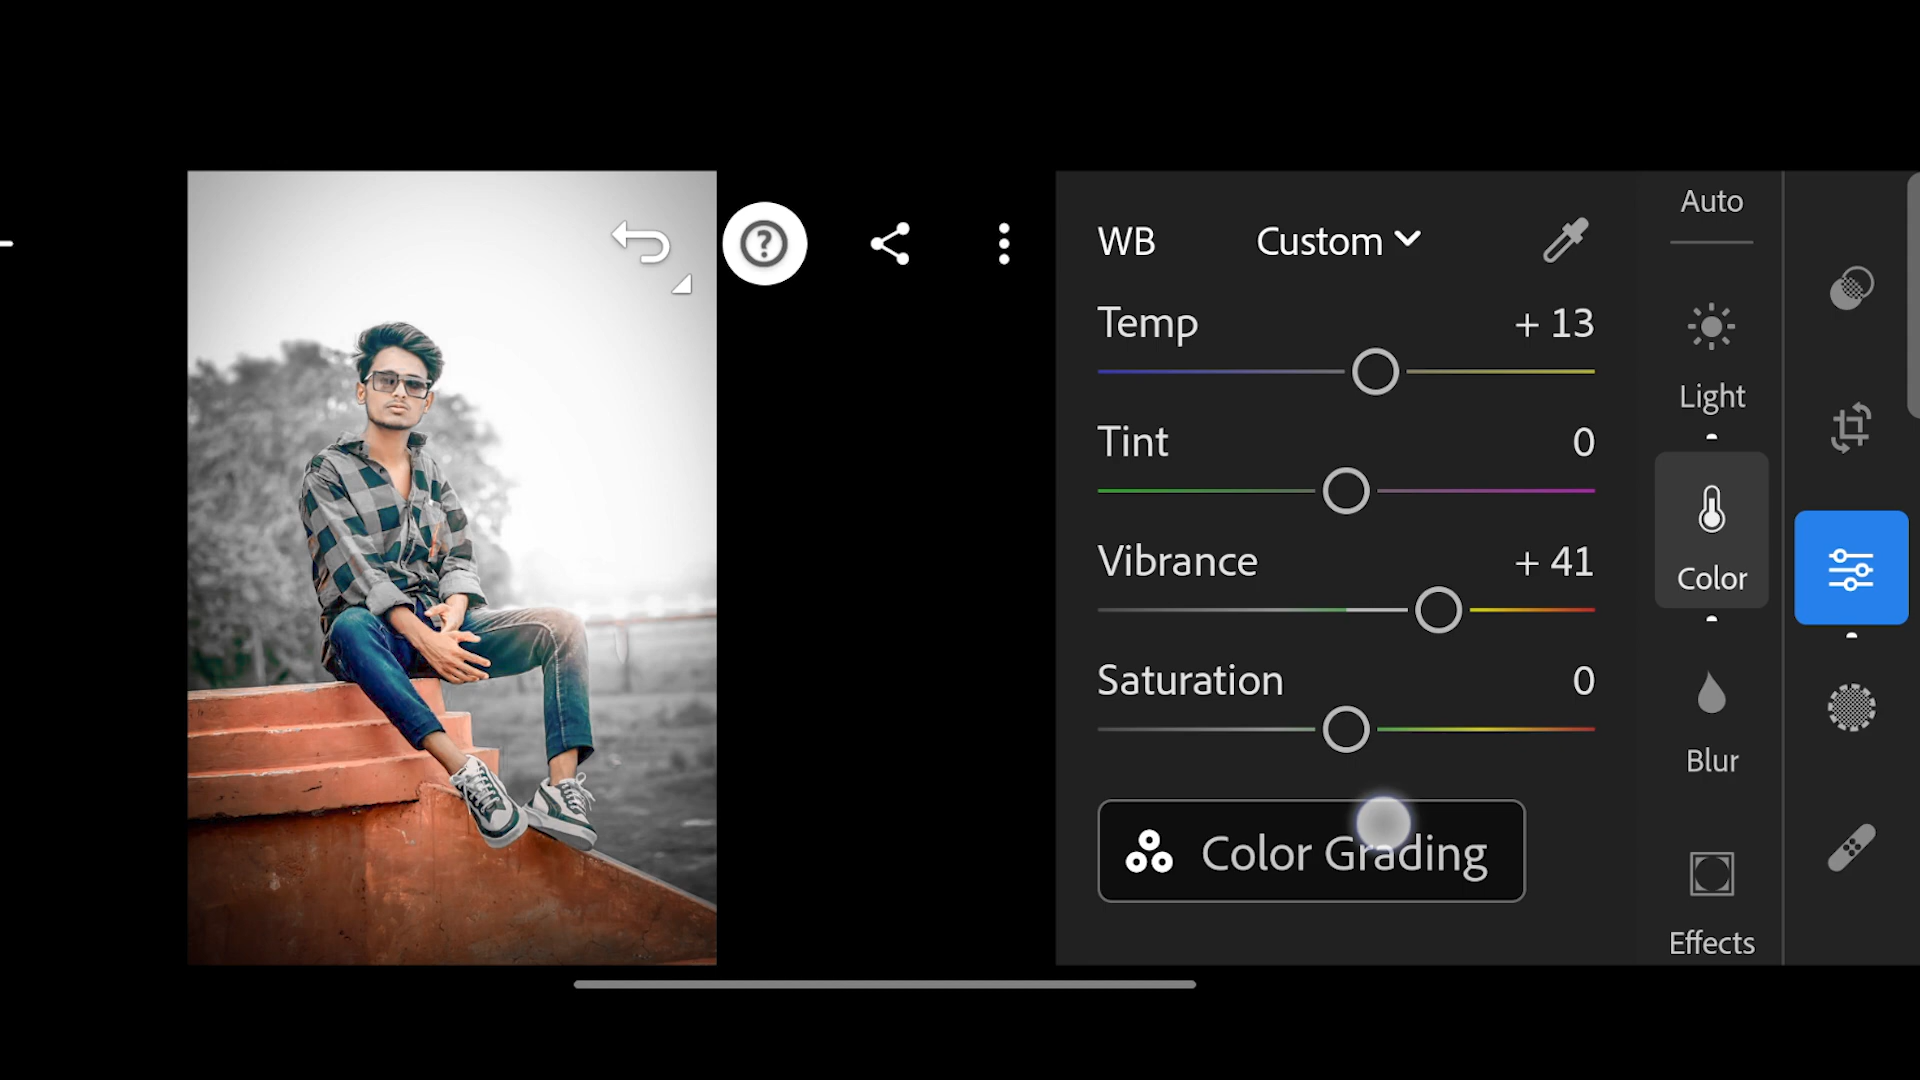 Auto
WB Custom
Temp + 13
Light
Tint 0
Vibrance + 41
Color
Saturation 0
Blur
Color Grading
Effects